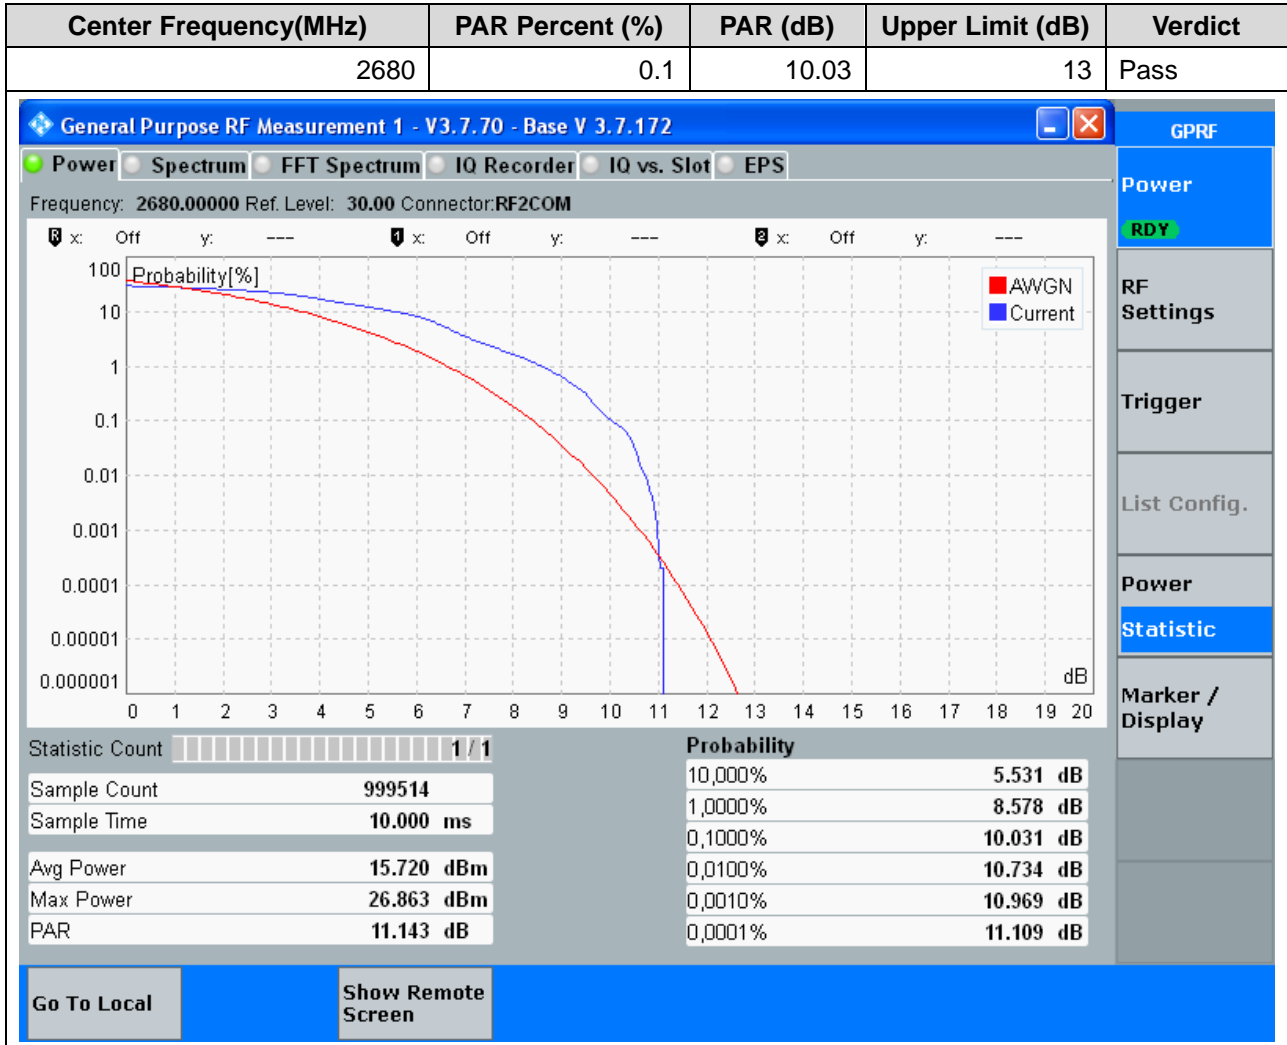 Center Frequency(MHz) PAR Percent (%) PAR (dB) Upper Limit (dB) Verdict
2680 0.1 10.03 13 Pass
General Purpose RF Measurement 1 - V3.7.70 - Base V 3.7.172
GPRF
Power Spectrum FFT Spectrum IQ Recorder IQ vs. Slot EPS
Frequency: 2680.00000 Ref. Level: 30.00 Connector:RF2COM
R x: Off y: --- 1 x: Off y: --- 2 x: Off y: ---
Probability[%]
100
10
1
0.1
0.01
0.001
0.0001
0.00001
0.000001
AWGN
Current
dB
0 1 2 3 4 5 6 7 8 9 10 11 12 13 14 15 16 17 18 19 20
Statistic Count 1 / 1
Sample Count 999514
Sample Time 10.000 ms
Avg Power 15.720 dBm
Max Power 26.863 dBm
PAR 11.143 dB
Probability
10,000% 5.531 dB
1,0000% 8.578 dB
0,1000% 10.031 dB
0,0100% 10.734 dB
0,0010% 10.969 dB
0,0001% 11.109 dB
Power
RDY
RF
Settings
Trigger
List Config.
Power
Statistic
Marker /
Display
Go To Local
Show Remote
Screen